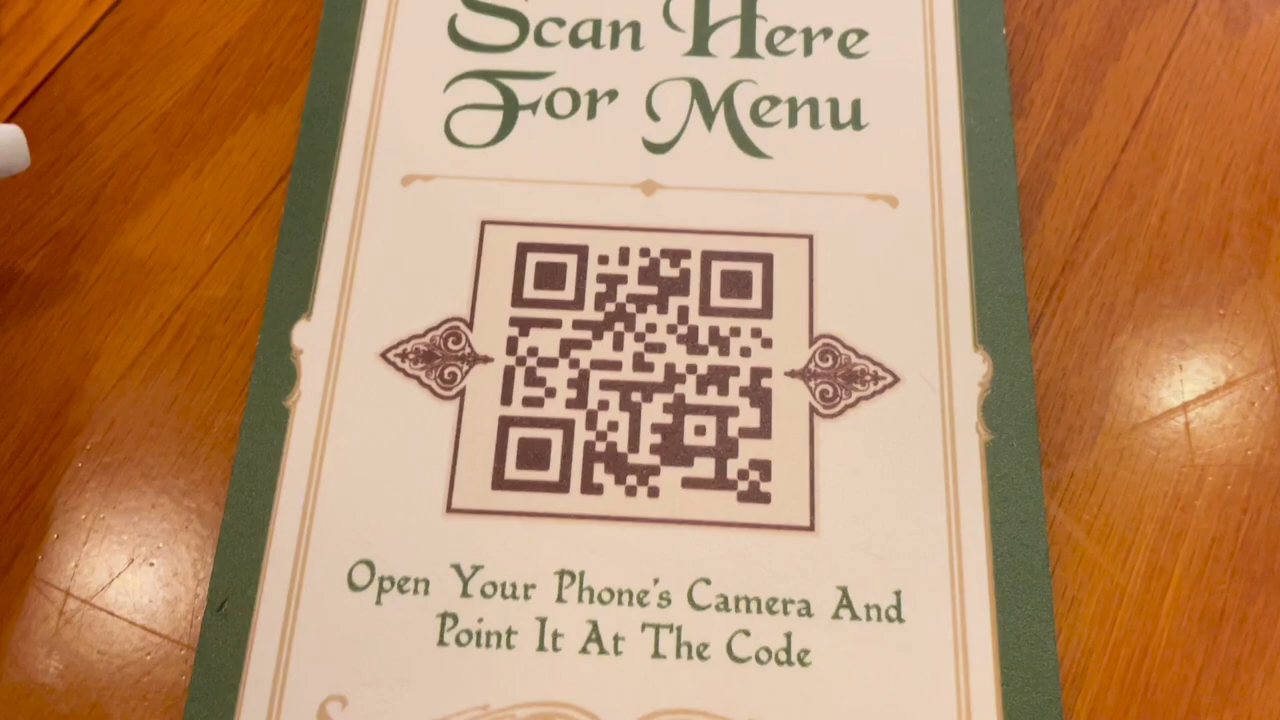 Scan Here
For Menu
Open Your Phone's Camera And
Point It At The Code